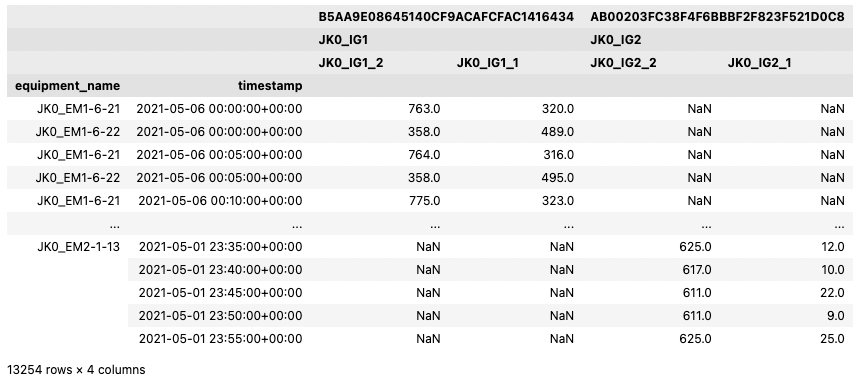 B5AA9E08645140CF9ACAFCFAC1416434 AB00203FC38F4F6BBBF2F823F521D0C8
JK0_IG1 JK0_IG2
JK0_IG1_2 JK0_IG1_1 JK0_IG2_2 JK0_IG2_1
equipment_name timestamp
JK0_EM1-6-21 2021-05-06 00:00:00+00:00 763.0 320.0 NaN NaN
JK0_EM1-6-22 2021-05-06 00:00:00+00:00 358.0 489.0 NaN NaN
JK0_EM1-6-21 2021-05-06 00:05:00+00:00 764.0 316.0 NaN NaN
JK0_EM1-6-22 2021-05-06 00:05:00+00:00 358.0 495.0 NaN NaN
JK0_EM1-6-21 2021-05-06 00:10:00+00:00 775.0 323.0 NaN NaN
... ... ... ... ... ...
JK0_EM2-1-13 2021-05-01 23:35:00+00:00 NaN NaN 625.0 12.0
2021-05-01 23:40:00+00:00 NaN NaN 617.0 10.0
2021-05-01 23:45:00+00:00 NaN NaN 611.0 22.0
2021-05-01 23:50:00+00:00 NaN NaN 611.0 9.0
2021-05-01 23:55:00+00:00 NaN NaN 625.0 25.0
13254 rows × 4 columns